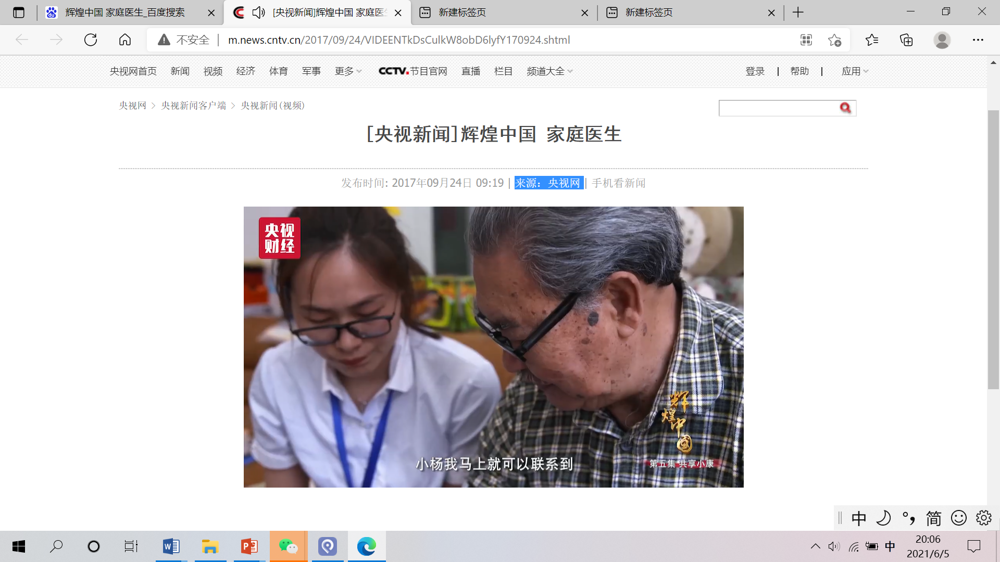 辉煌中国 家庭医生_百度搜索
[央视新闻]辉煌中国 家庭医生
新建标签页
新建标签页
不安全
m.news.cntv.cn/2017/09/24/VIDEENTkDsCulkW8obD6lyfY170924.shtml
央视网首页 新闻 视频 经济 体育 军事 更多 CCTV.节目官网 直播 栏目 频道大全 登录 | 帮助 | 应用
央视网 > 央视新闻客户端 > 央视新闻(视频)
[央视新闻]辉煌中国 家庭医生
发布时间: 2017年09月24日 09:19 | 来源：央视网 | 手机看新闻
央视
财经
辉煌中国
小杨我马上就可以联系到
第五集 共享小康
中 简
中
20:06
2021/6/5